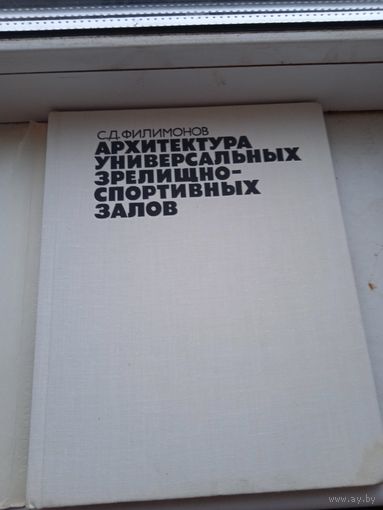 С.Д. ФИЛИМОНОВ
АРХИТЕКТУРА
УНИВЕРСАЛЬНЫХ
ЗРЕЛИЩНО-
СПОРТИВНЫХ
ЗАЛОВ
www.ay.by